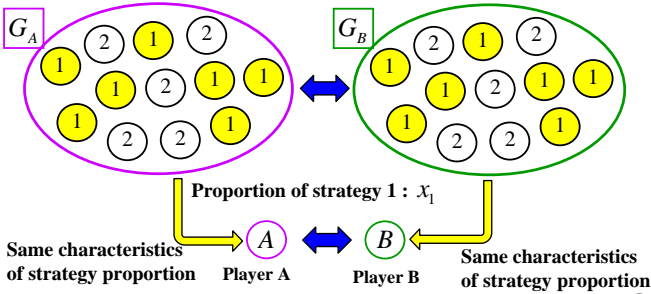 G_A
G_B
2 1 2
1 1 1
1 2
1 1
2 2
2 1 2
1 1 1
1 2
1 1
2 2
Proportion of strategy 1 : x_1
A
B
Same characteristics
of strategy proportion
Player A
Player B
Same characteristics
of strategy proportion